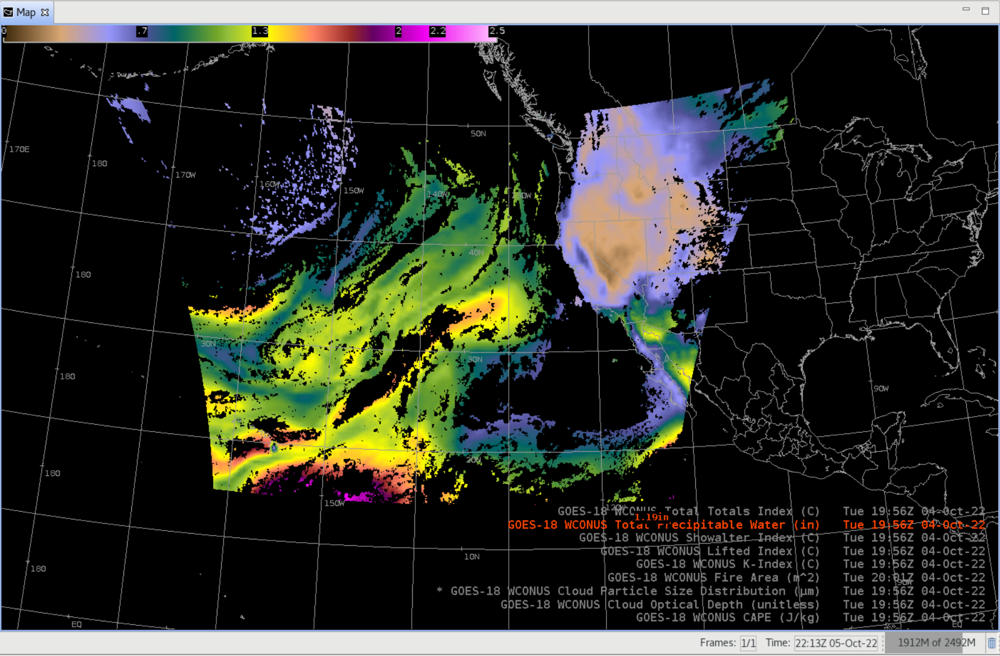 Map
0 .7 1.3 2 2.2 2.5
50N
170E
180
170W
160W
150W
140W
130W
40N
180
30N
30N
180
90W
20N
180
150W
120W
GOES-18 WCONUS Total Totals Index (C) Tue 19:56Z 04-Oct-22
1.19in
GOES-18 WCONUS Total Precipitable Water (in) Tue 19:56Z 04-Oct-22
GOES-18 WCONUS Showalter Index (C) Tue 19:56Z 04-Oct-22
GOES-18 WCONUS Lifted Index (C) Tue 19:56Z 04-Oct-22
10N
GOES-18 WCONUS K-Index (C) Tue 19:56Z 04-Oct-22
180
GOES-18 WCONUS Fire Area (m^2) Tue 20:01Z 04-Oct-22
90W
* GOES-18 WCONUS Cloud Particle Size Distribution (µm) Tue 19:56Z 04-Oct-22
GOES-18 WCONUS Cloud Optical Depth (unitless) Tue 19:56Z 04-Oct-22
GOES-18 WCONUS CAPE (J/kg) Tue 19:56Z 04-Oct-22
EQ
EQ
Frames: 1/1 Time: 22:13Z 05-Oct-22 1912M of 2492M